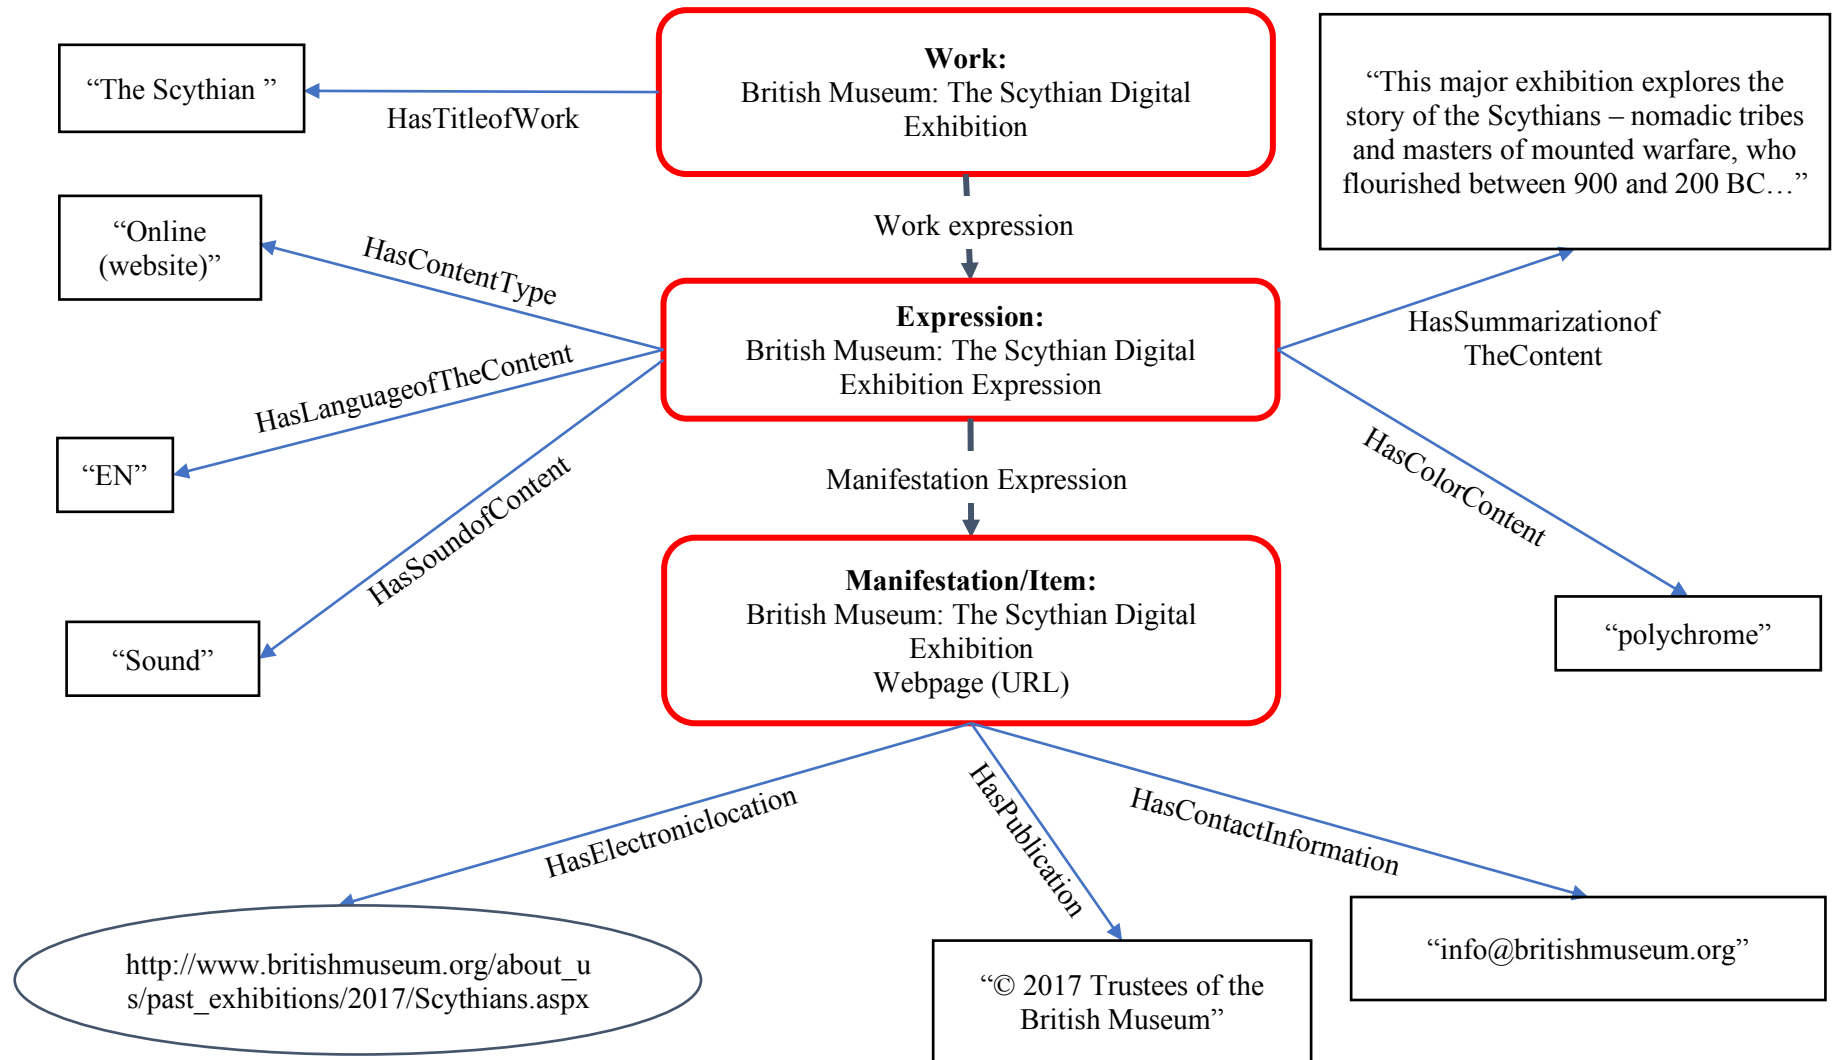 Work:
British Museum: The Scythian Digital
Exhibition
“The Scythian ”
HasTitleofWork
“This major exhibition explores the
story of the Scythians – nomadic tribes
and masters of mounted warfare, who
flourished between 900 and 200 BC…”
Work expression
“Online
(website)”
HasContentType
Expression:
British Museum: The Scythian Digital
Exhibition Expression
HasSummarizationof
TheContent
HasLanguageofTheContent
“EN”
HasSoundofContent
HasColorContent
Manifestation Expression
“Sound”
Manifestation/Item:
British Museum: The Scythian Digital
Exhibition
Webpage (URL)
“polychrome”
HasElectroniclocation
HasPublication
HasContactInformation
http://www.britishmuseum.org/about_u
s/past_exhibitions/2017/Scythians.aspx
“© 2017 Trustees of the
British Museum”
“info@britishmuseum.org”